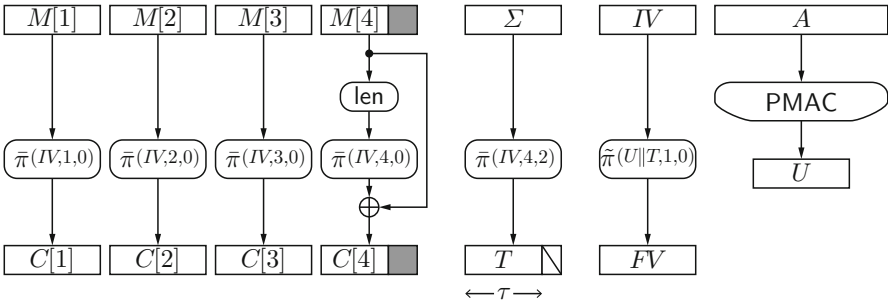 M[1] M[2] M[3] M[4] Σ IV A
len PMAC
π̄(IV,1,0) π̄(IV,2,0) π̄(IV,3,0) π̄(IV,4,0) π̄(IV,4,2) π̃(U‖T,1,0) U
C[1] C[2] C[3] C[4] T FV
τ